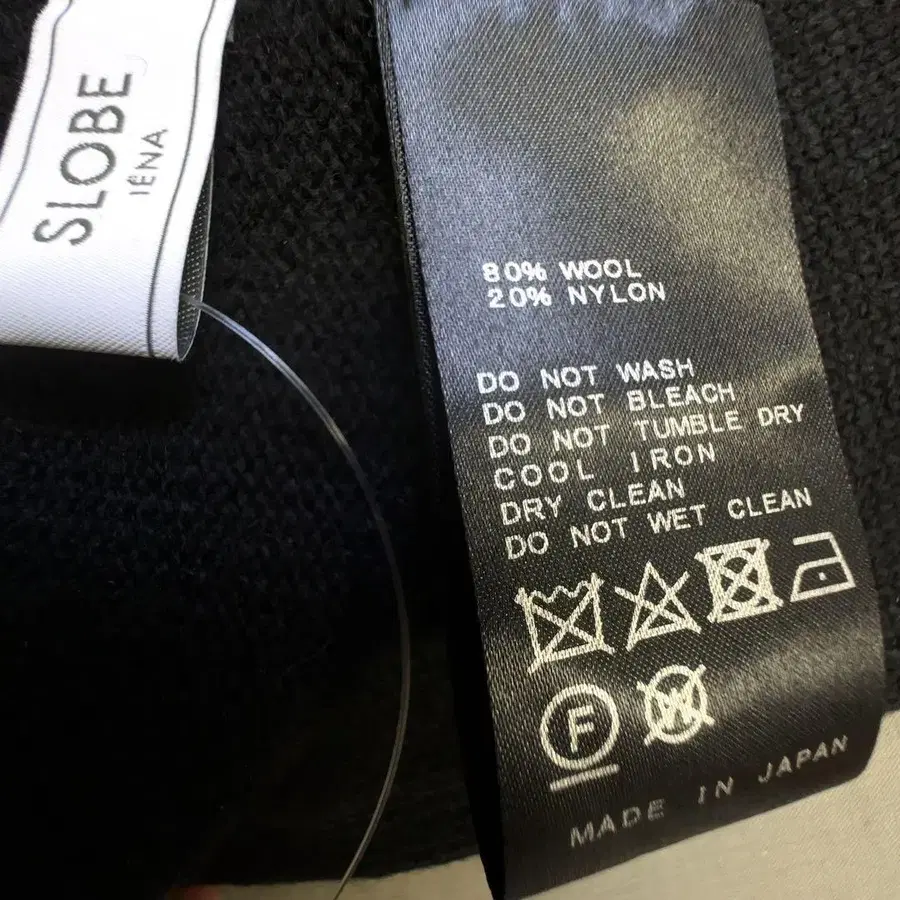 SLOBE
IÉNA
80% WOOL
20% NYLON
DO NOT WASH
DO NOT BLEACH
DO NOT TUMBLE DRY
COOL IRON
DRY CLEAN
DO NOT WET CLEAN
F
W
MADE IN JAPAN